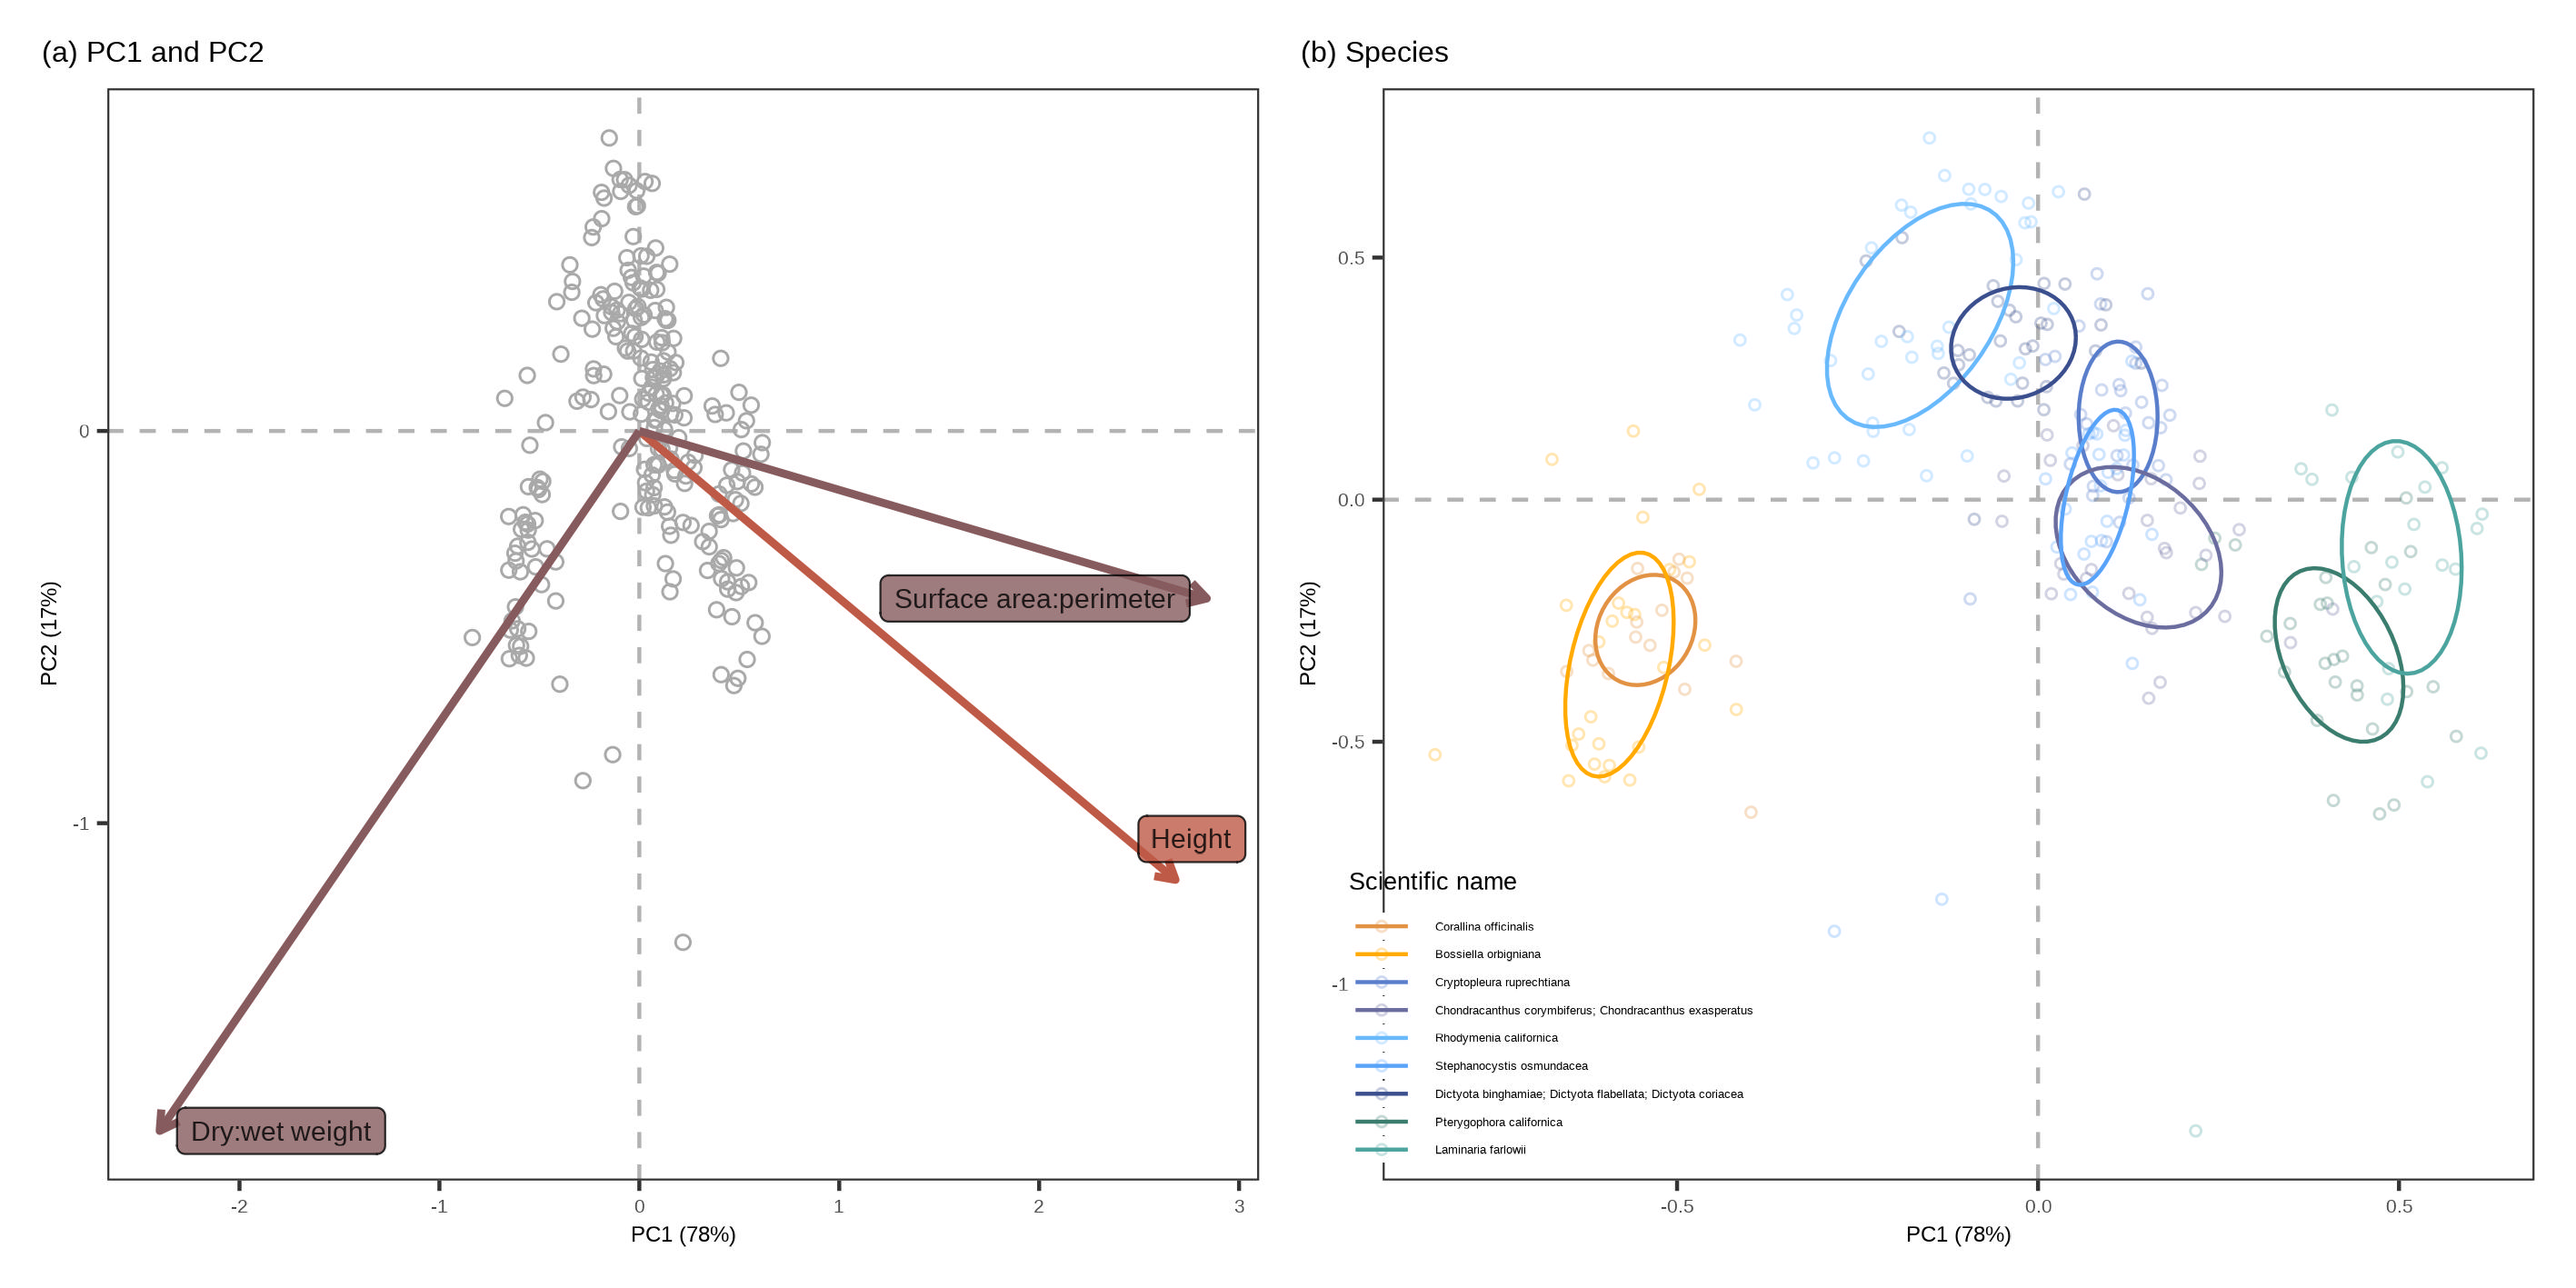 (a) PC1 and PC2
0
-1
PC2 (17%)
Surface area:perimeter
Height
Dry:wet weight
-2
-1
0
1
2
3
PC1 (78%)
(b) Species
0.5
0.0
-0.5
-1
PC2 (17%)
Scientific name
Corallina officinalis
Bossiella orbigniana
Cryptopleura ruprechtiana
Chondracanthus corymbiferus; Chondracanthus exasperatus
Rhodymenia californica
Stephanocystis osmundacea
Dictyota binghamiae; Dictyota flabellata; Dictyota coriacea
Pterygophora californica
Laminaria farlowii
-0.5
0.0
0.5
PC1 (78%)